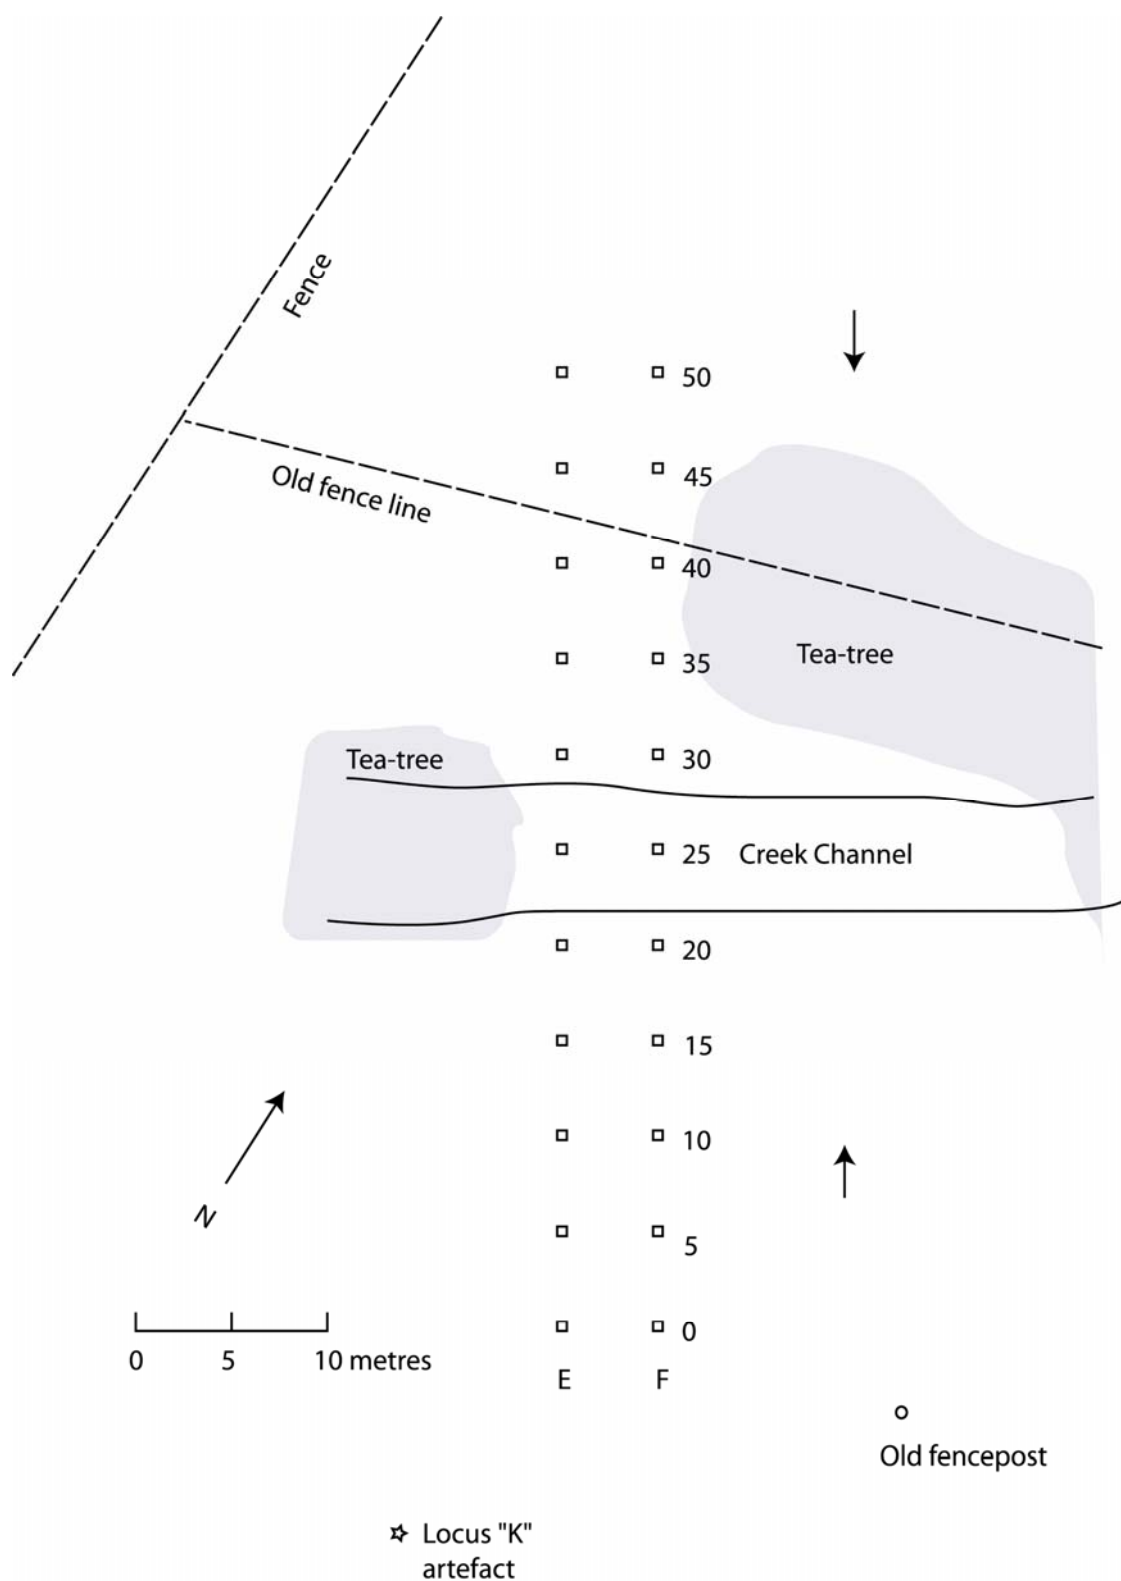 Fence
50
45
Old fence line
40
35
Tea-tree
Tea-tree
30
25
Creek Channel
20
15
10
N
5
0
0 5 10 metres
E F
Old fencepost
Locus "K"
artefact